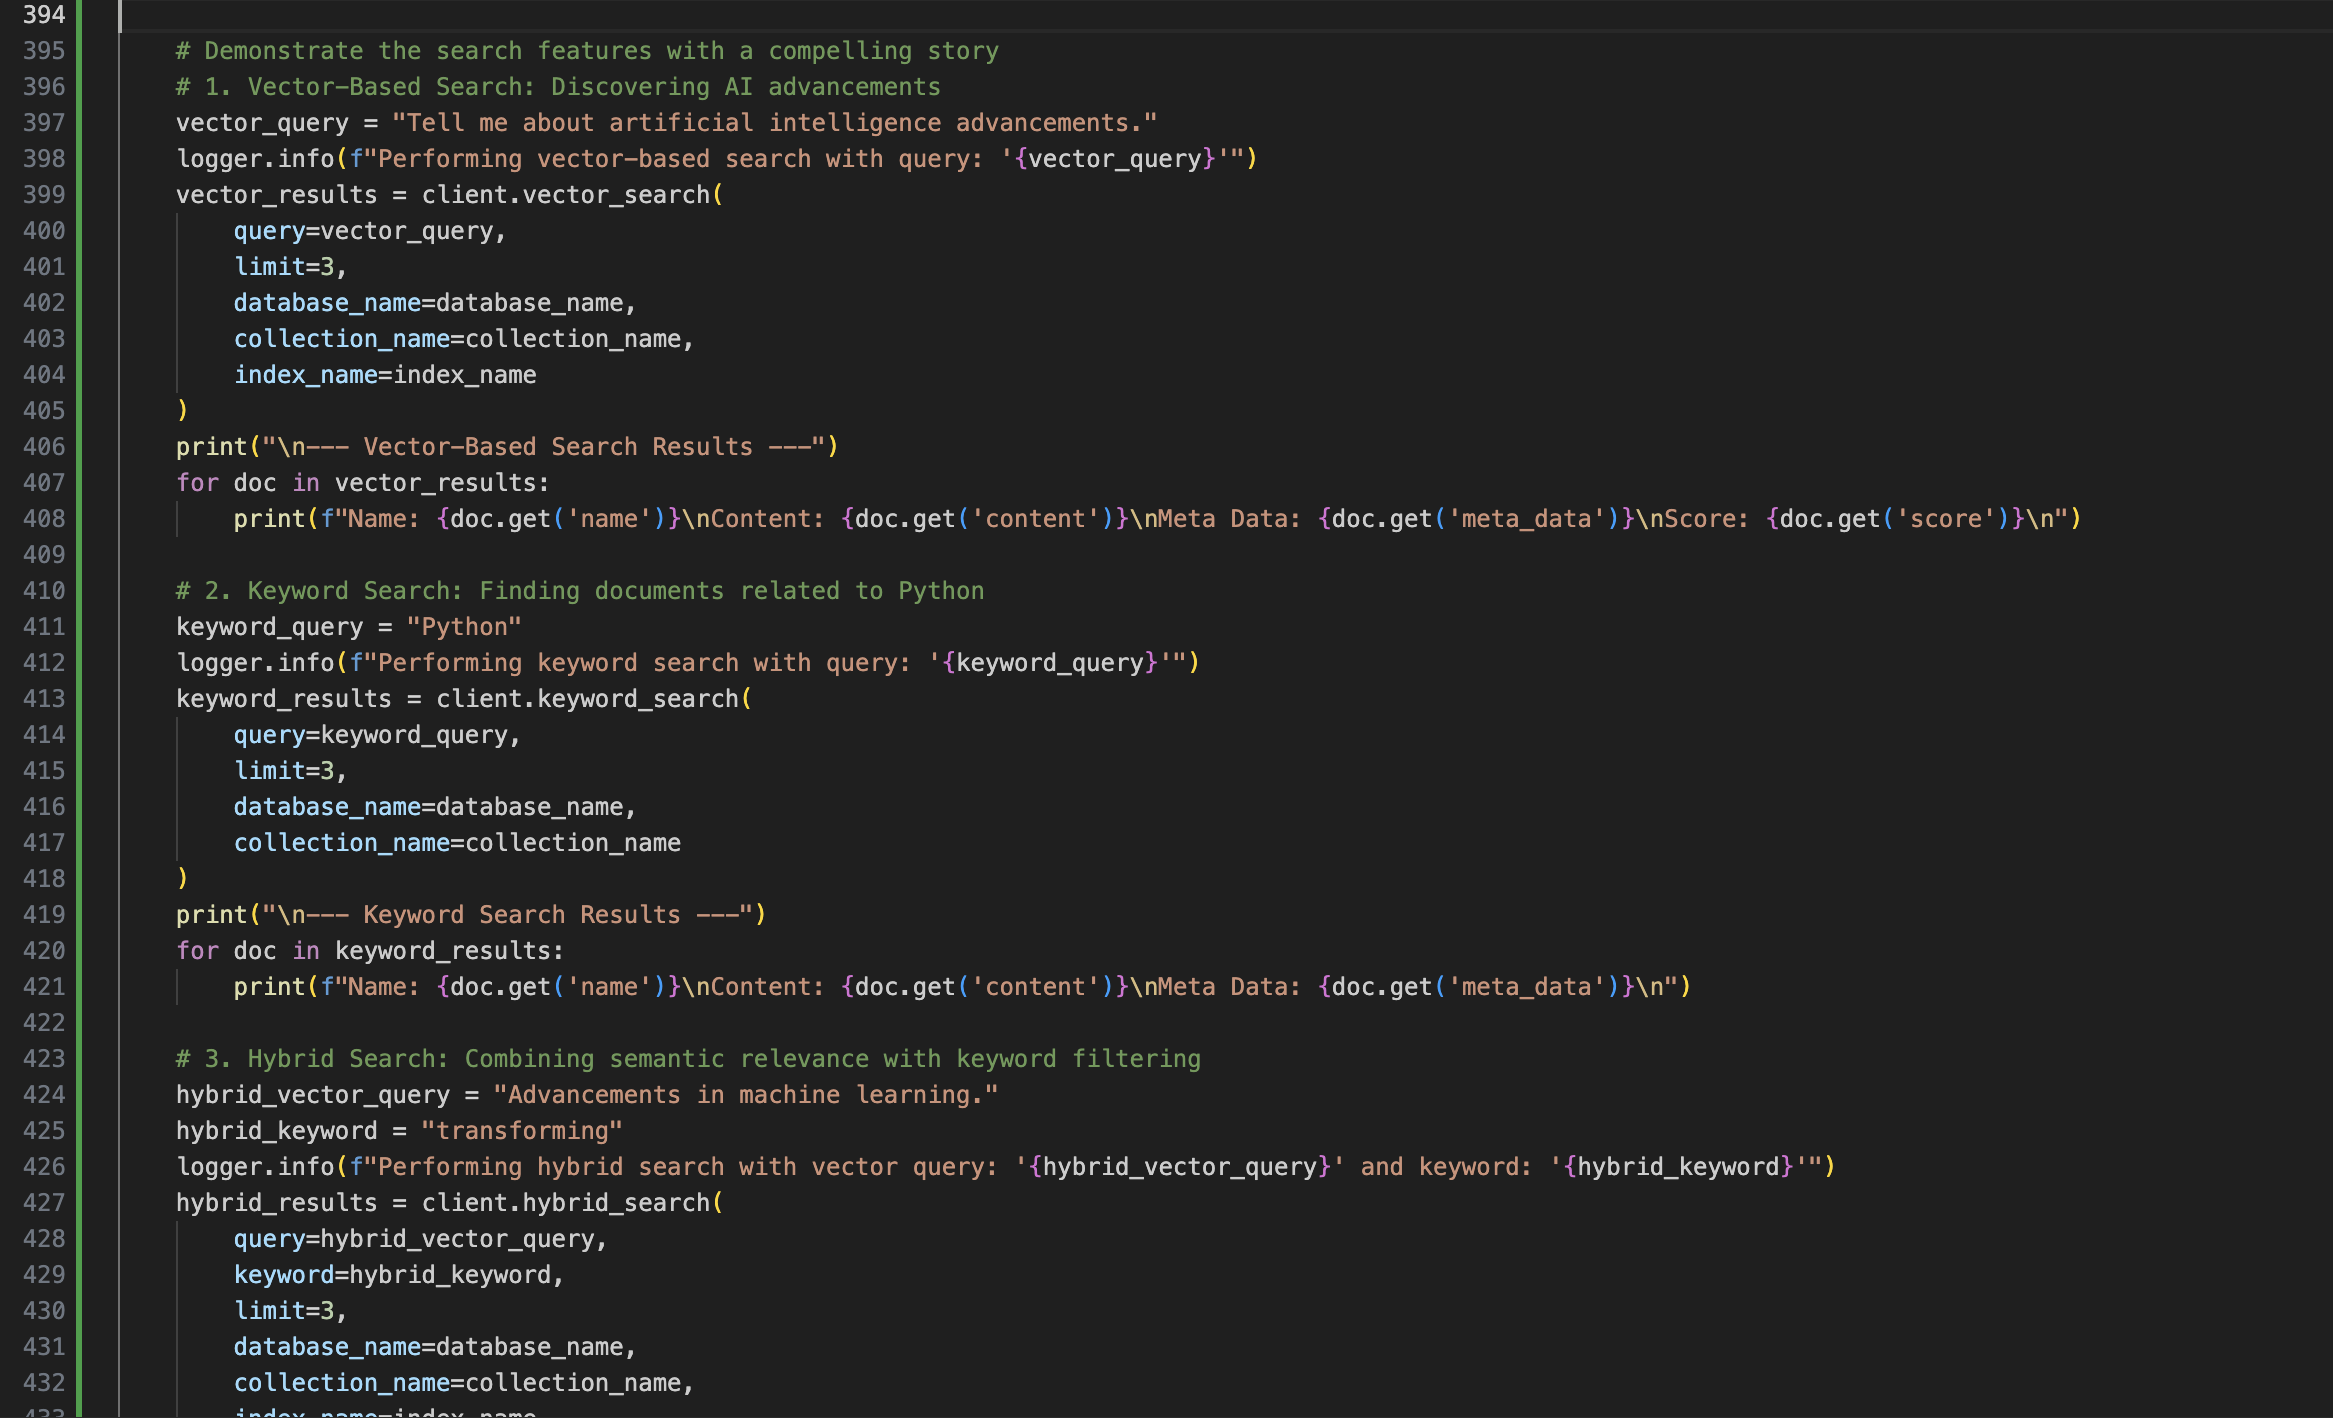 394
395 # Demonstrate the search features with a compelling story
396 # 1. Vector-Based Search: Discovering AI advancements
397 vector_query = "Tell me about artificial intelligence advancements."
398 logger.info(f"Performing vector-based search with query: '{vector_query}'")
399 vector_results = client.vector_search(
400 query=vector_query,
401 limit=3,
402 database_name=database_name,
403 collection_name=collection_name,
404 index_name=index_name
405 )
406 print("\n--- Vector-Based Search Results ---")
407 for doc in vector_results:
408 print(f"Name: {doc.get('name')}\nContent: {doc.get('content')}\nMeta Data: {doc.get('meta_data')}\nScore: {doc.get('score')}\n")
409
410 # 2. Keyword Search: Finding documents related to Python
411 keyword_query = "Python"
412 logger.info(f"Performing keyword search with query: '{keyword_query}'")
413 keyword_results = client.keyword_search(
414 query=keyword_query,
415 limit=3,
416 database_name=database_name,
417 collection_name=collection_name
418 )
419 print("\n--- Keyword Search Results ---")
420 for doc in keyword_results:
421 print(f"Name: {doc.get('name')}\nContent: {doc.get('content')}\nMeta Data: {doc.get('meta_data')}\n")
422
423 # 3. Hybrid Search: Combining semantic relevance with keyword filtering
424 hybrid_vector_query = "Advancements in machine learning."
425 hybrid_keyword = "transforming"
426 logger.info(f"Performing hybrid search with vector query: '{hybrid_vector_query}' and keyword: '{hybrid_keyword}'")
427 hybrid_results = client.hybrid_search(
428 query=hybrid_vector_query,
429 keyword=hybrid_keyword,
430 limit=3,
431 database_name=database_name,
432 collection_name=collection_name,
433 index_name=index_name